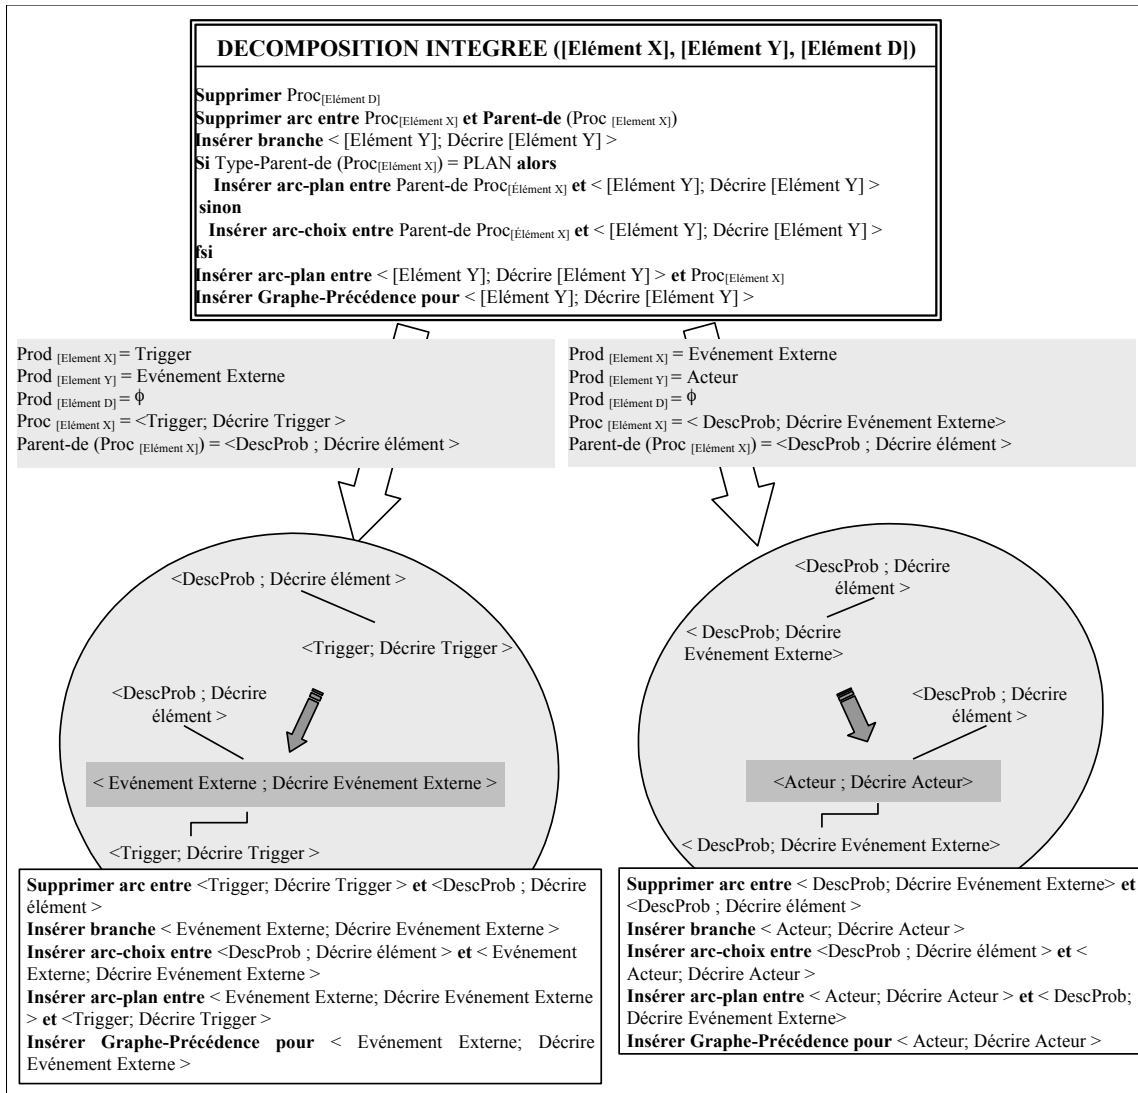 DECOMPOSITION INTEGREE ([Elément X], [Elément Y], [Elément D])
Supprimer Proc[Elément D]
Supprimer arc entre Proc[Elément X] et Parent-de (Proc [Element X])
Insérer branche < [Elément Y]; Décrire [Elément Y] >
Si Type-Parent-de (Proc[Elément X]) = PLAN alors
Insérer arc-plan entre Parent-de Proc[Élément X] et < [Elément Y]; Décrire [Elément Y] >
sinon
Insérer arc-choix entre Parent-de Proc[Élément X] et < [Elément Y]; Décrire [Elément Y] >
fsi
Insérer arc-plan entre < [Elément Y]; Décrire [Elément Y] > et Proc[Elément X]
Insérer Graphe-Précédence pour < [Elément Y]; Décrire [Elément Y] >
Prod [Element X] = Trigger
Prod [Element Y] = Evénement Externe
Prod [Elément D] = ϕ
Proc [Elément X] = <Trigger; Décrire Trigger >
Parent-de (Proc [Elément X]) = <DescProb ; Décrire élément >
Prod [Element X] = Evénement Externe
Prod [Element Y] = Acteur
Prod [Elément D] = ϕ
Proc [Elément X] = < DescProb; Décrire Evénement Externe>
Parent-de (Proc [Elément X]) = <DescProb ; Décrire élément >
<DescProb ; Décrire élément >
<Trigger; Décrire Trigger >
<DescProb ; Décrire
élément >
< Evénement Externe ; Décrire Evénement Externe >
<Trigger; Décrire Trigger >
<DescProb ; Décrire
élément >
< DescProb; Décrire
Evénement Externe>
<DescProb ; Décrire
élément >
<Acteur ; Décrire Acteur>
< DescProb; Décrire Evénement Externe>
Supprimer arc entre <Trigger; Décrire Trigger > et <DescProb ; Décrire
élément >
Insérer branche < Evénement Externe; Décrire Evénement Externe >
Insérer arc-choix entre <DescProb ; Décrire élément > et < Evénement
Externe; Décrire Evénement Externe >
Insérer arc-plan entre < Evénement Externe; Décrire Evénement Externe
> et <Trigger; Décrire Trigger >
Insérer Graphe-Précédence pour < Evénement Externe; Décrire
Evénement Externe >
Supprimer arc entre < DescProb; Décrire Evénement Externe> et
<DescProb ; Décrire élément >
Insérer branche < Acteur; Décrire Acteur >
Insérer arc-choix entre <DescProb ; Décrire élément > et <
Acteur; Décrire Acteur >
Insérer arc-plan entre < Acteur; Décrire Acteur > et < DescProb;
Décrire Evénement Externe>
Insérer Graphe-Précédence pour < Acteur; Décrire Acteur >